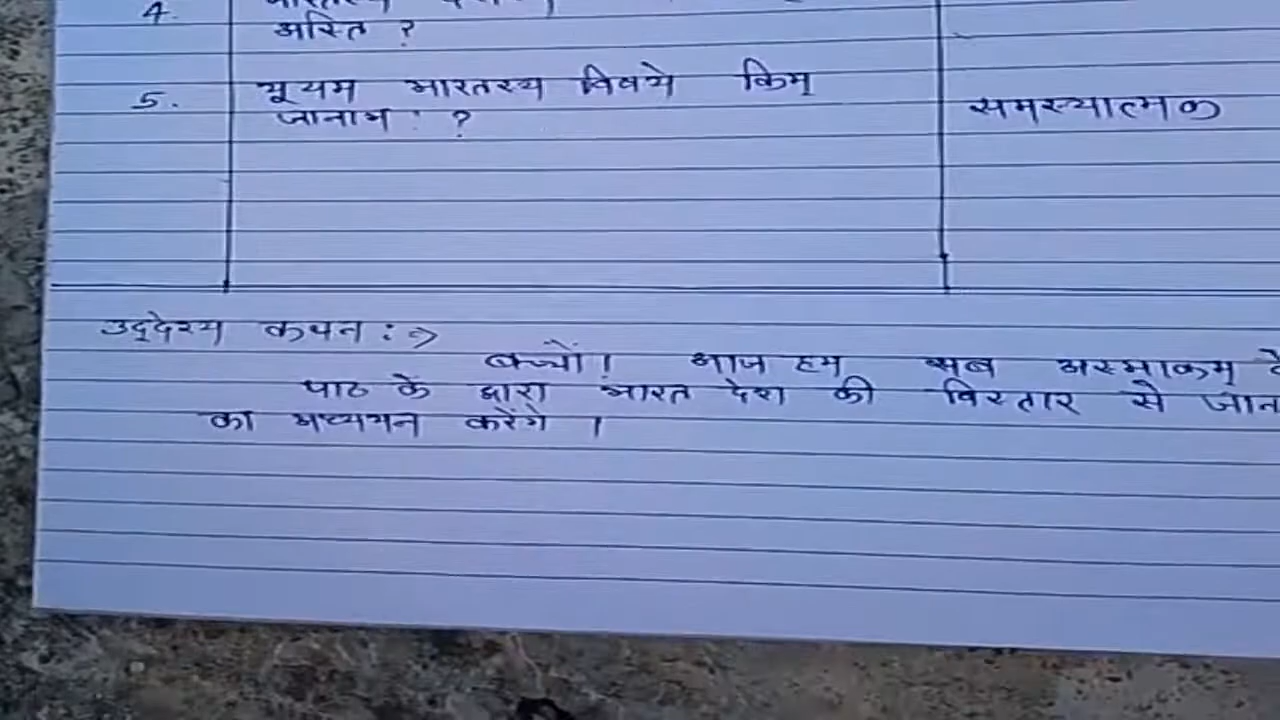 4.
अस्ति ?
5. यूयम भारतस्य विषये किम्
जानाथ : ? समस्यात्मक
उद्देश्य कथन : ⇒
बच्चों ! आज हम सब अस्माकम्
पाठ के द्वारा भारत देश की विस्तार से जान
का अध्ययन करेंगे ।